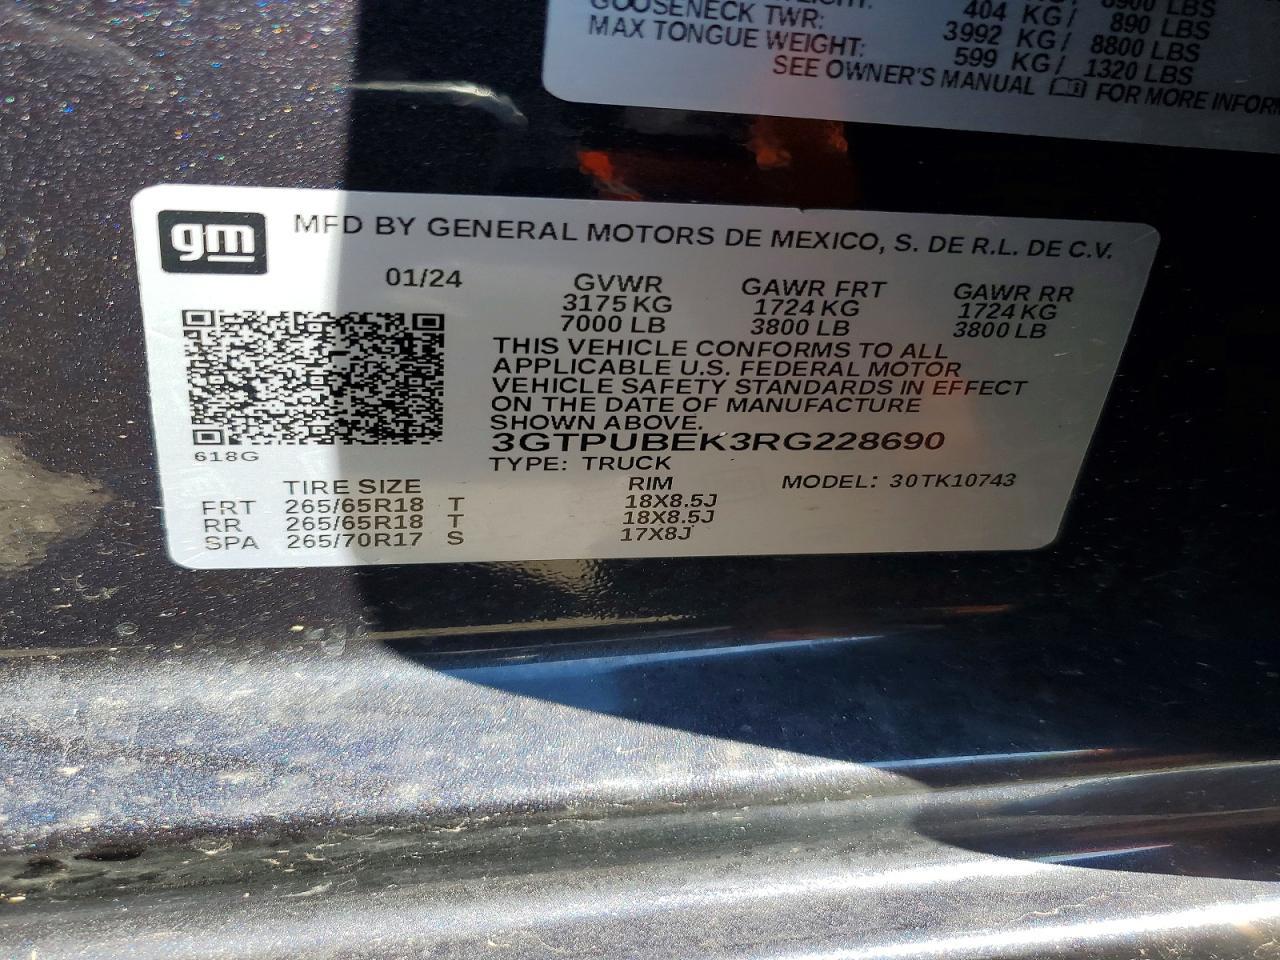 8900 LBS
404 KG/ 890 LBS
GOOSENECK TWR: 3992 KG/ 8800 LBS
MAX TONGUE WEIGHT: 599 KG/ 1320 LBS
SEE OWNER'S MANUAL FOR MORE
gm
MFD BY GENERAL MOTORS DE MEXICO, S. DE R.L. DE C.V.
01/24 GVWR GAWR FRT GAWR RR
3175 KG 1724 KG 1724 KG
7000 LB 3800 LB 3800 LB
THIS VEHICLE CONFORMS TO ALL
APPLICABLE U.S. FEDERAL MOTOR
VEHICLE SAFETY STANDARDS IN EFFECT
ON THE DATE OF MANUFACTURE
SHOWN ABOVE.
3GTPUBEK3RG228690
618G
TYPE: TRUCK
TIRE SIZE RIM MODEL: 30TK10743
FRT 265/65R18 T 18X8.5J
RR 265/65R18 T 18X8.5J
SPA 265/70R17 S 17X8J